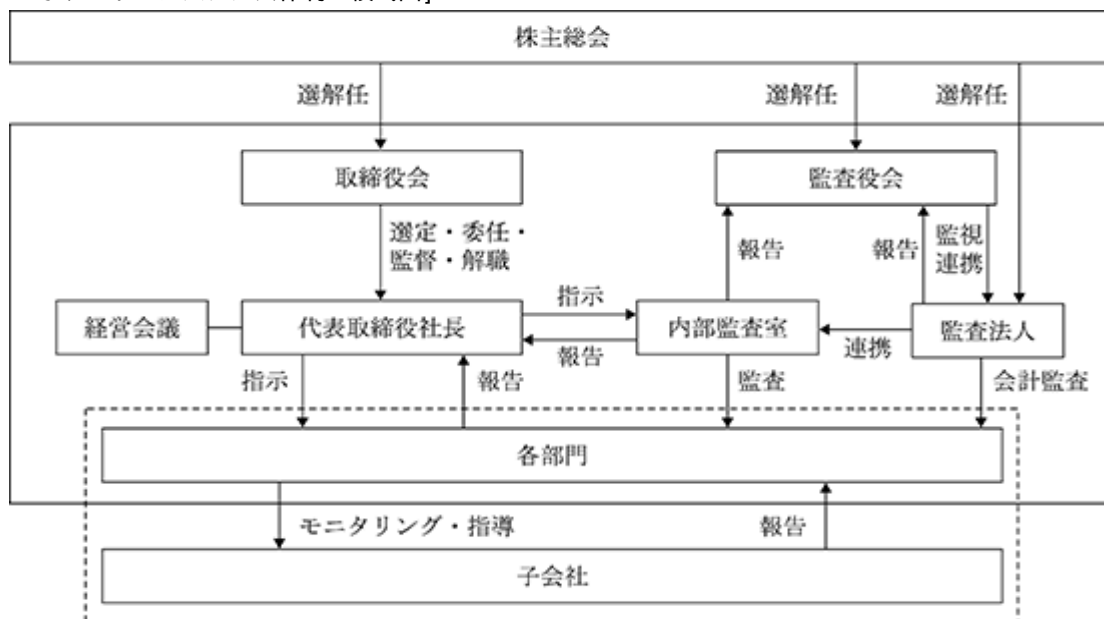 株主総会
選解任
選解任
選解任
取締役会
監査役会
選定・委任・
監督・解職
報告
報告
監視
連携
経営会議
代表取締役社長
指示
報告
内部監査室
連携
監査法人
指示
報告
監査
会計監査
各部門
モニタリング・指導
報告
子会社